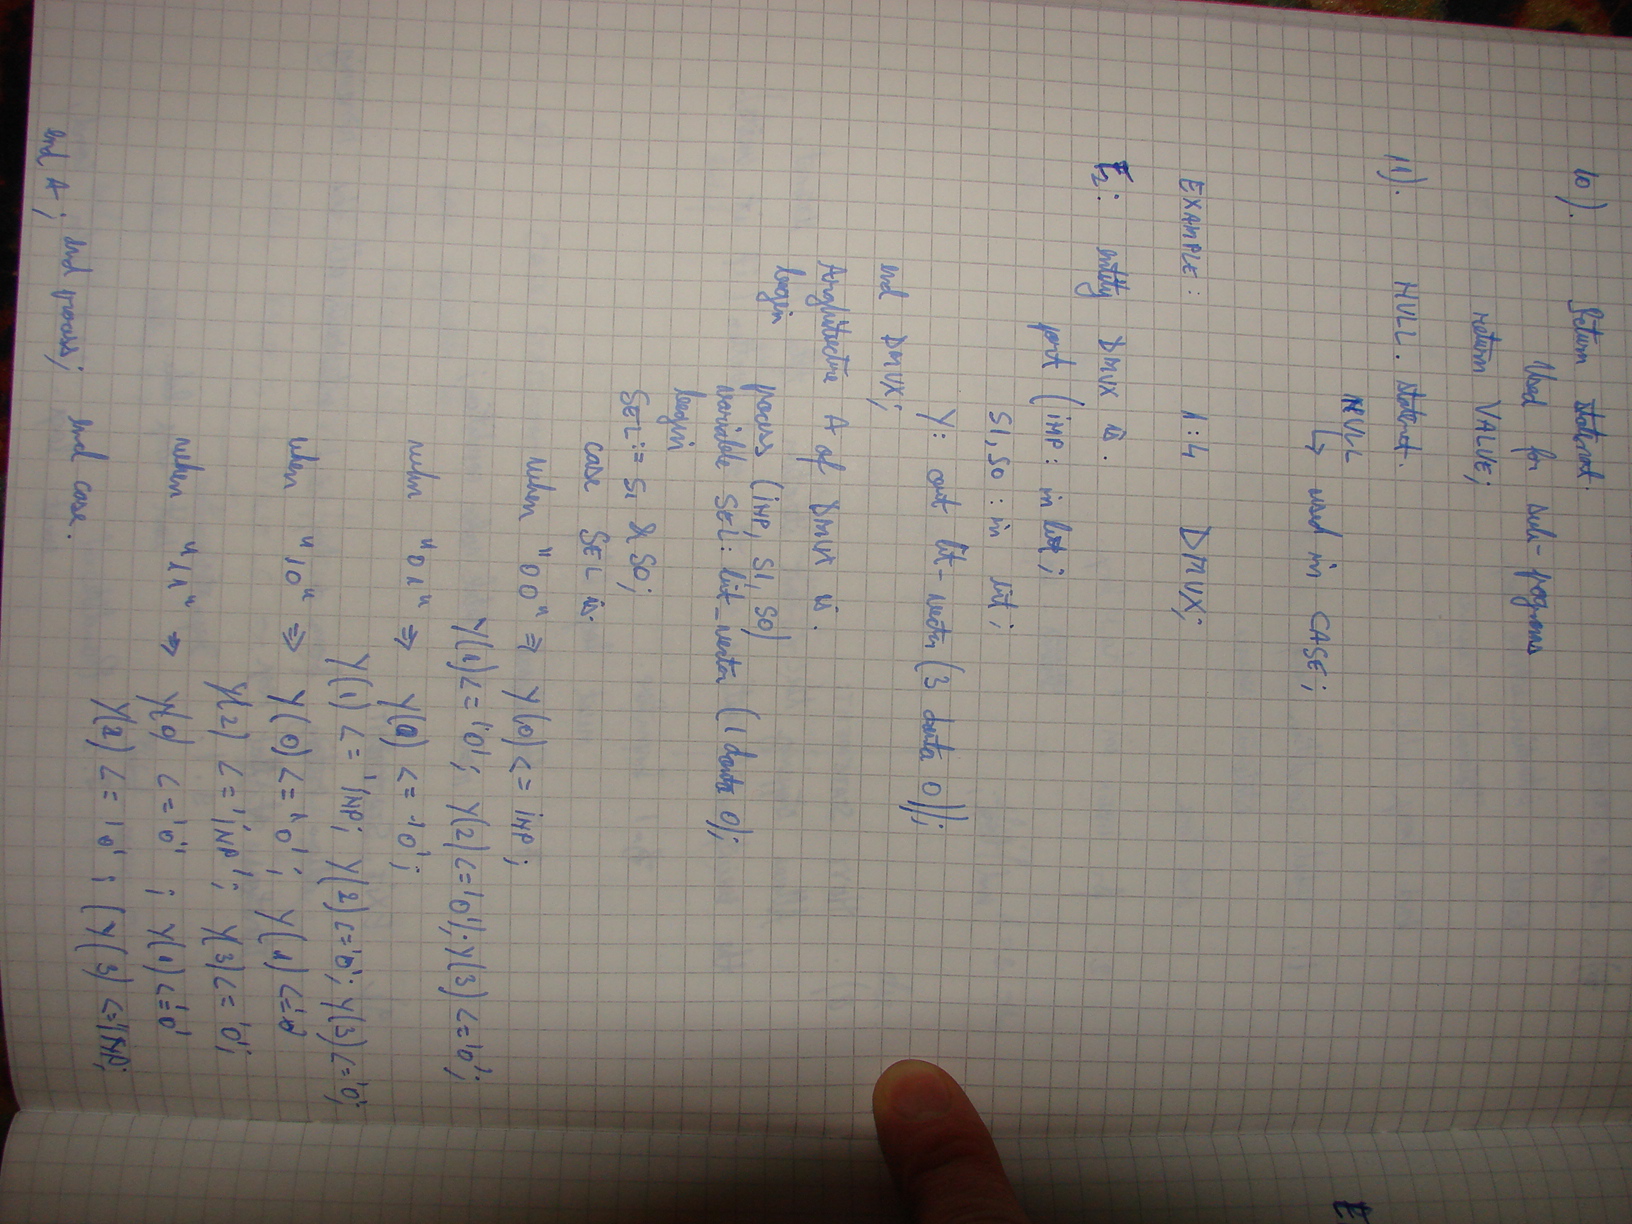 10). Return statemnt.
Used for sub-programs
return VALUE;
11). NULL. statemnt.
NULL
↳ used in CASE;
EXAMPLE: 1:4 DMUX;
E2: entity DMUX is.
port (INP: in bit;
S1, S0: in bit;
Y: out bit-vector (3 downto 0));
end DMUX;
Arghitecture A of DMUX is.
begin
process (INP, S1, S0)
variable SEL: bit_vector (1 downto 0);
begin
SEL:= S1 & S0;
case SEL is.
when "00" => Y(0) <= INP;
Y(1) <= '0'; Y(2) <= '0'; Y(3) <= '0';
when "01" => Y(0) <= '0';
Y(1) <= 'INP; Y(2) <= '0'; Y(3) <= '0';
when "10" => Y(0) <= '0'; Y(1) <= '0'
Y(2) <= 'INP'; Y(3) <= '0';
when "11" => Y(0) <= '0'; Y(1) <= '0'
Y(2) <= '0'; (Y(3) <= 'INP;
end case.
end A; end process;
E